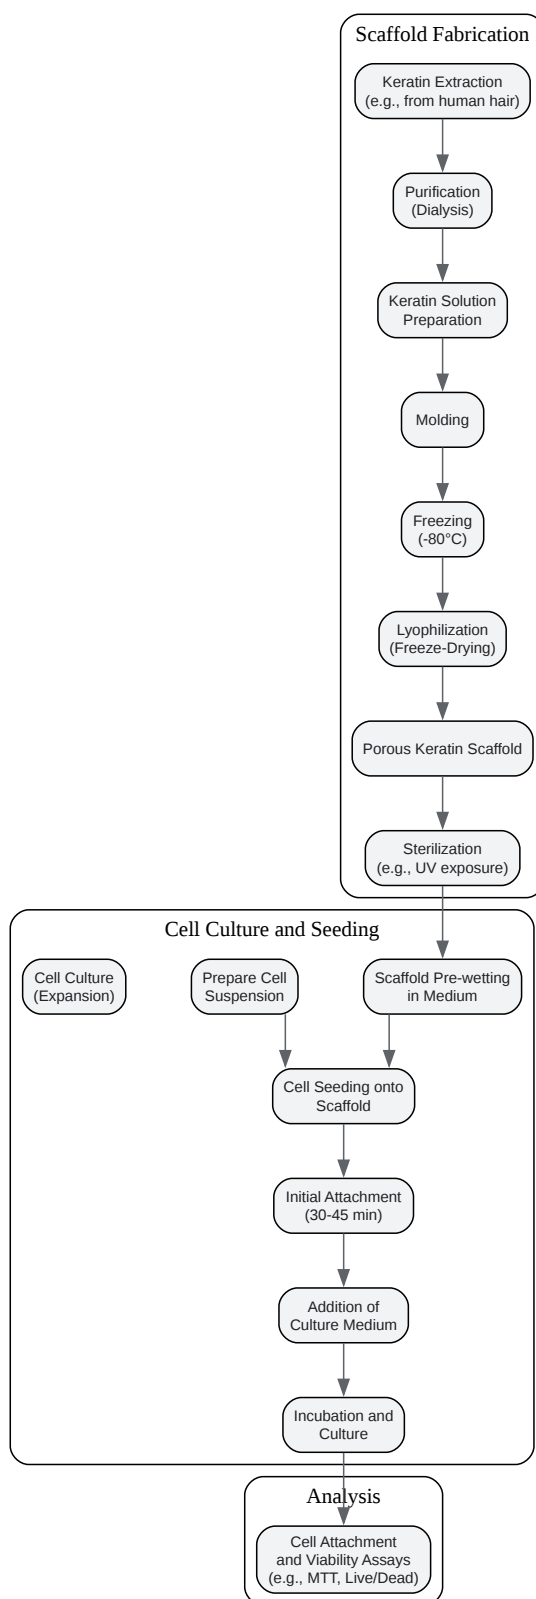 Scaffold Fabrication
Keratin Extraction
(e.g., from human hair)
Purification
(Dialysis)
Keratin Solution
Preparation
Molding
Freezing
(-80°C)
Lyophilization
(Freeze-Drying)
Porous Keratin Scaffold
Sterilization
(e.g., UV exposure)
Cell Culture and Seeding
Cell Culture
(Expansion)
Prepare Cell
Suspension
Scaffold Pre-wetting
in Medium
Cell Seeding onto
Scaffold
Initial Attachment
(30-45 min)
Addition of
Culture Medium
Incubation and
Culture
Analysis
Cell Attachment
and Viability Assays
(e.g., MTT, Live/Dead)